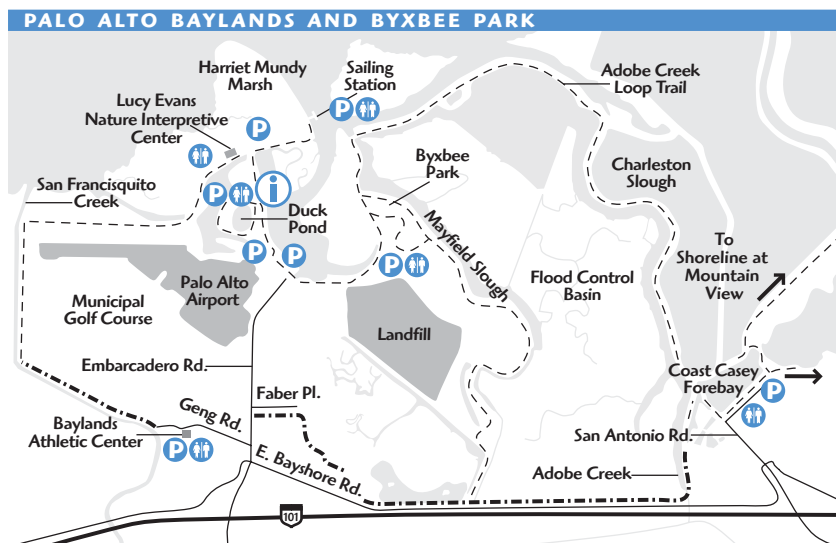 PALO ALTO BAYLANDS AND BYXBEE PARK
Harriet Mundy
Marsh
Sailing
Station
Adobe Creek
Loop Trail
Lucy Evans
Nature Interpretive
Center
P
P
Byxbee
Park
Charleston
Slough
San Francisquito
Creek
P
i
Duck
Pond
Mayfield Slough
To
Shoreline at
Mountain
View
P
P
P
Palo Alto
Airport
Flood Control
Basin
Municipal
Golf Course
Landfill
Embarcadero Rd.
Coast Casey
Forebay
P
Faber Pl.
Geng Rd.
Baylands
Athletic Center
P
San Antonio Rd.
E. Bayshore Rd.
Adobe Creek
101